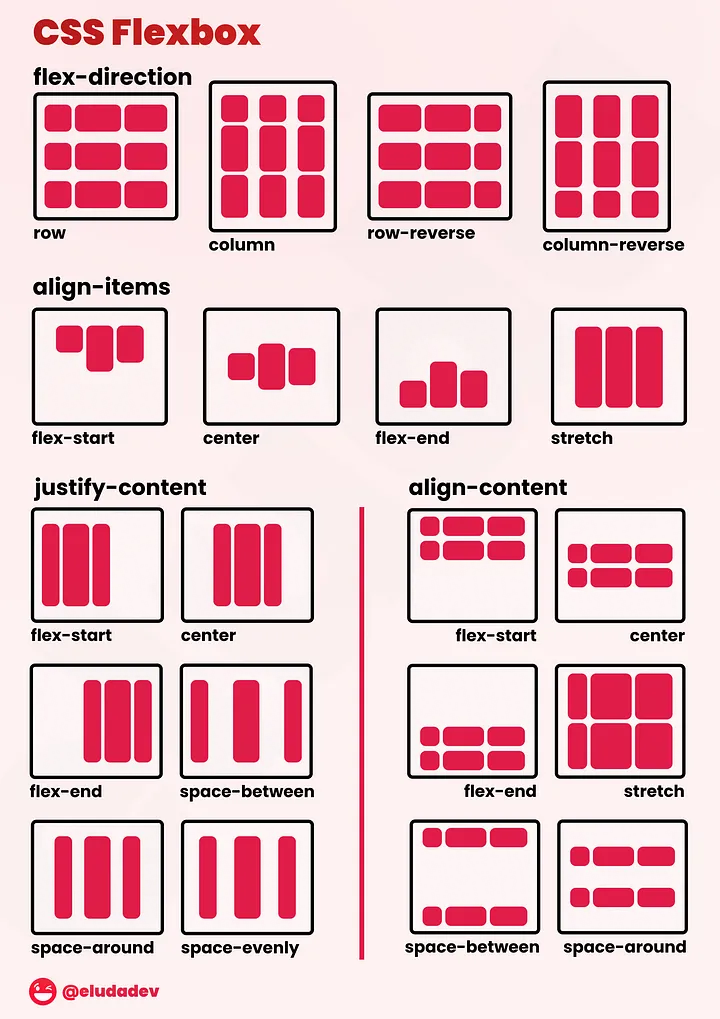 CSS Flexbox
flex-direction
row
column
row-reverse
column-reverse
align-items
flex-start
center
flex-end
stretch
justify-content
flex-start
center
flex-end
space-between
space-around
space-evenly
align-content
flex-start
center
flex-end
stretch
space-between
space-around
@eludadev